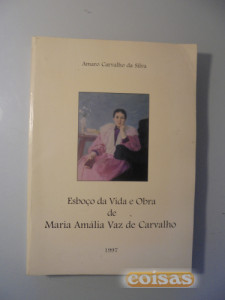 Amaro Carvalho da Silva
Esboço da Vida e Obra
de
Maria Amália Vaz de Carvalho
1997
coisas